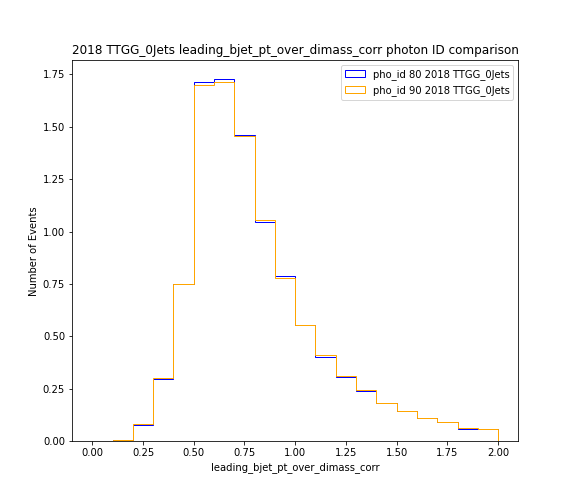 2018 TTGG_0Jets leading_bjet_pt_over_dimass_corr photon ID comparison
pho_id 80 2018 TTGG_0Jets
pho_id 90 2018 TTGG_0Jets
Number of Events
1.75
1.50
1.25
1.00
0.75
0.50
0.25
0.00
0.00 0.25 0.50 0.75 1.00 1.25 1.50 1.75 2.00
leading_bjet_pt_over_dimass_corr